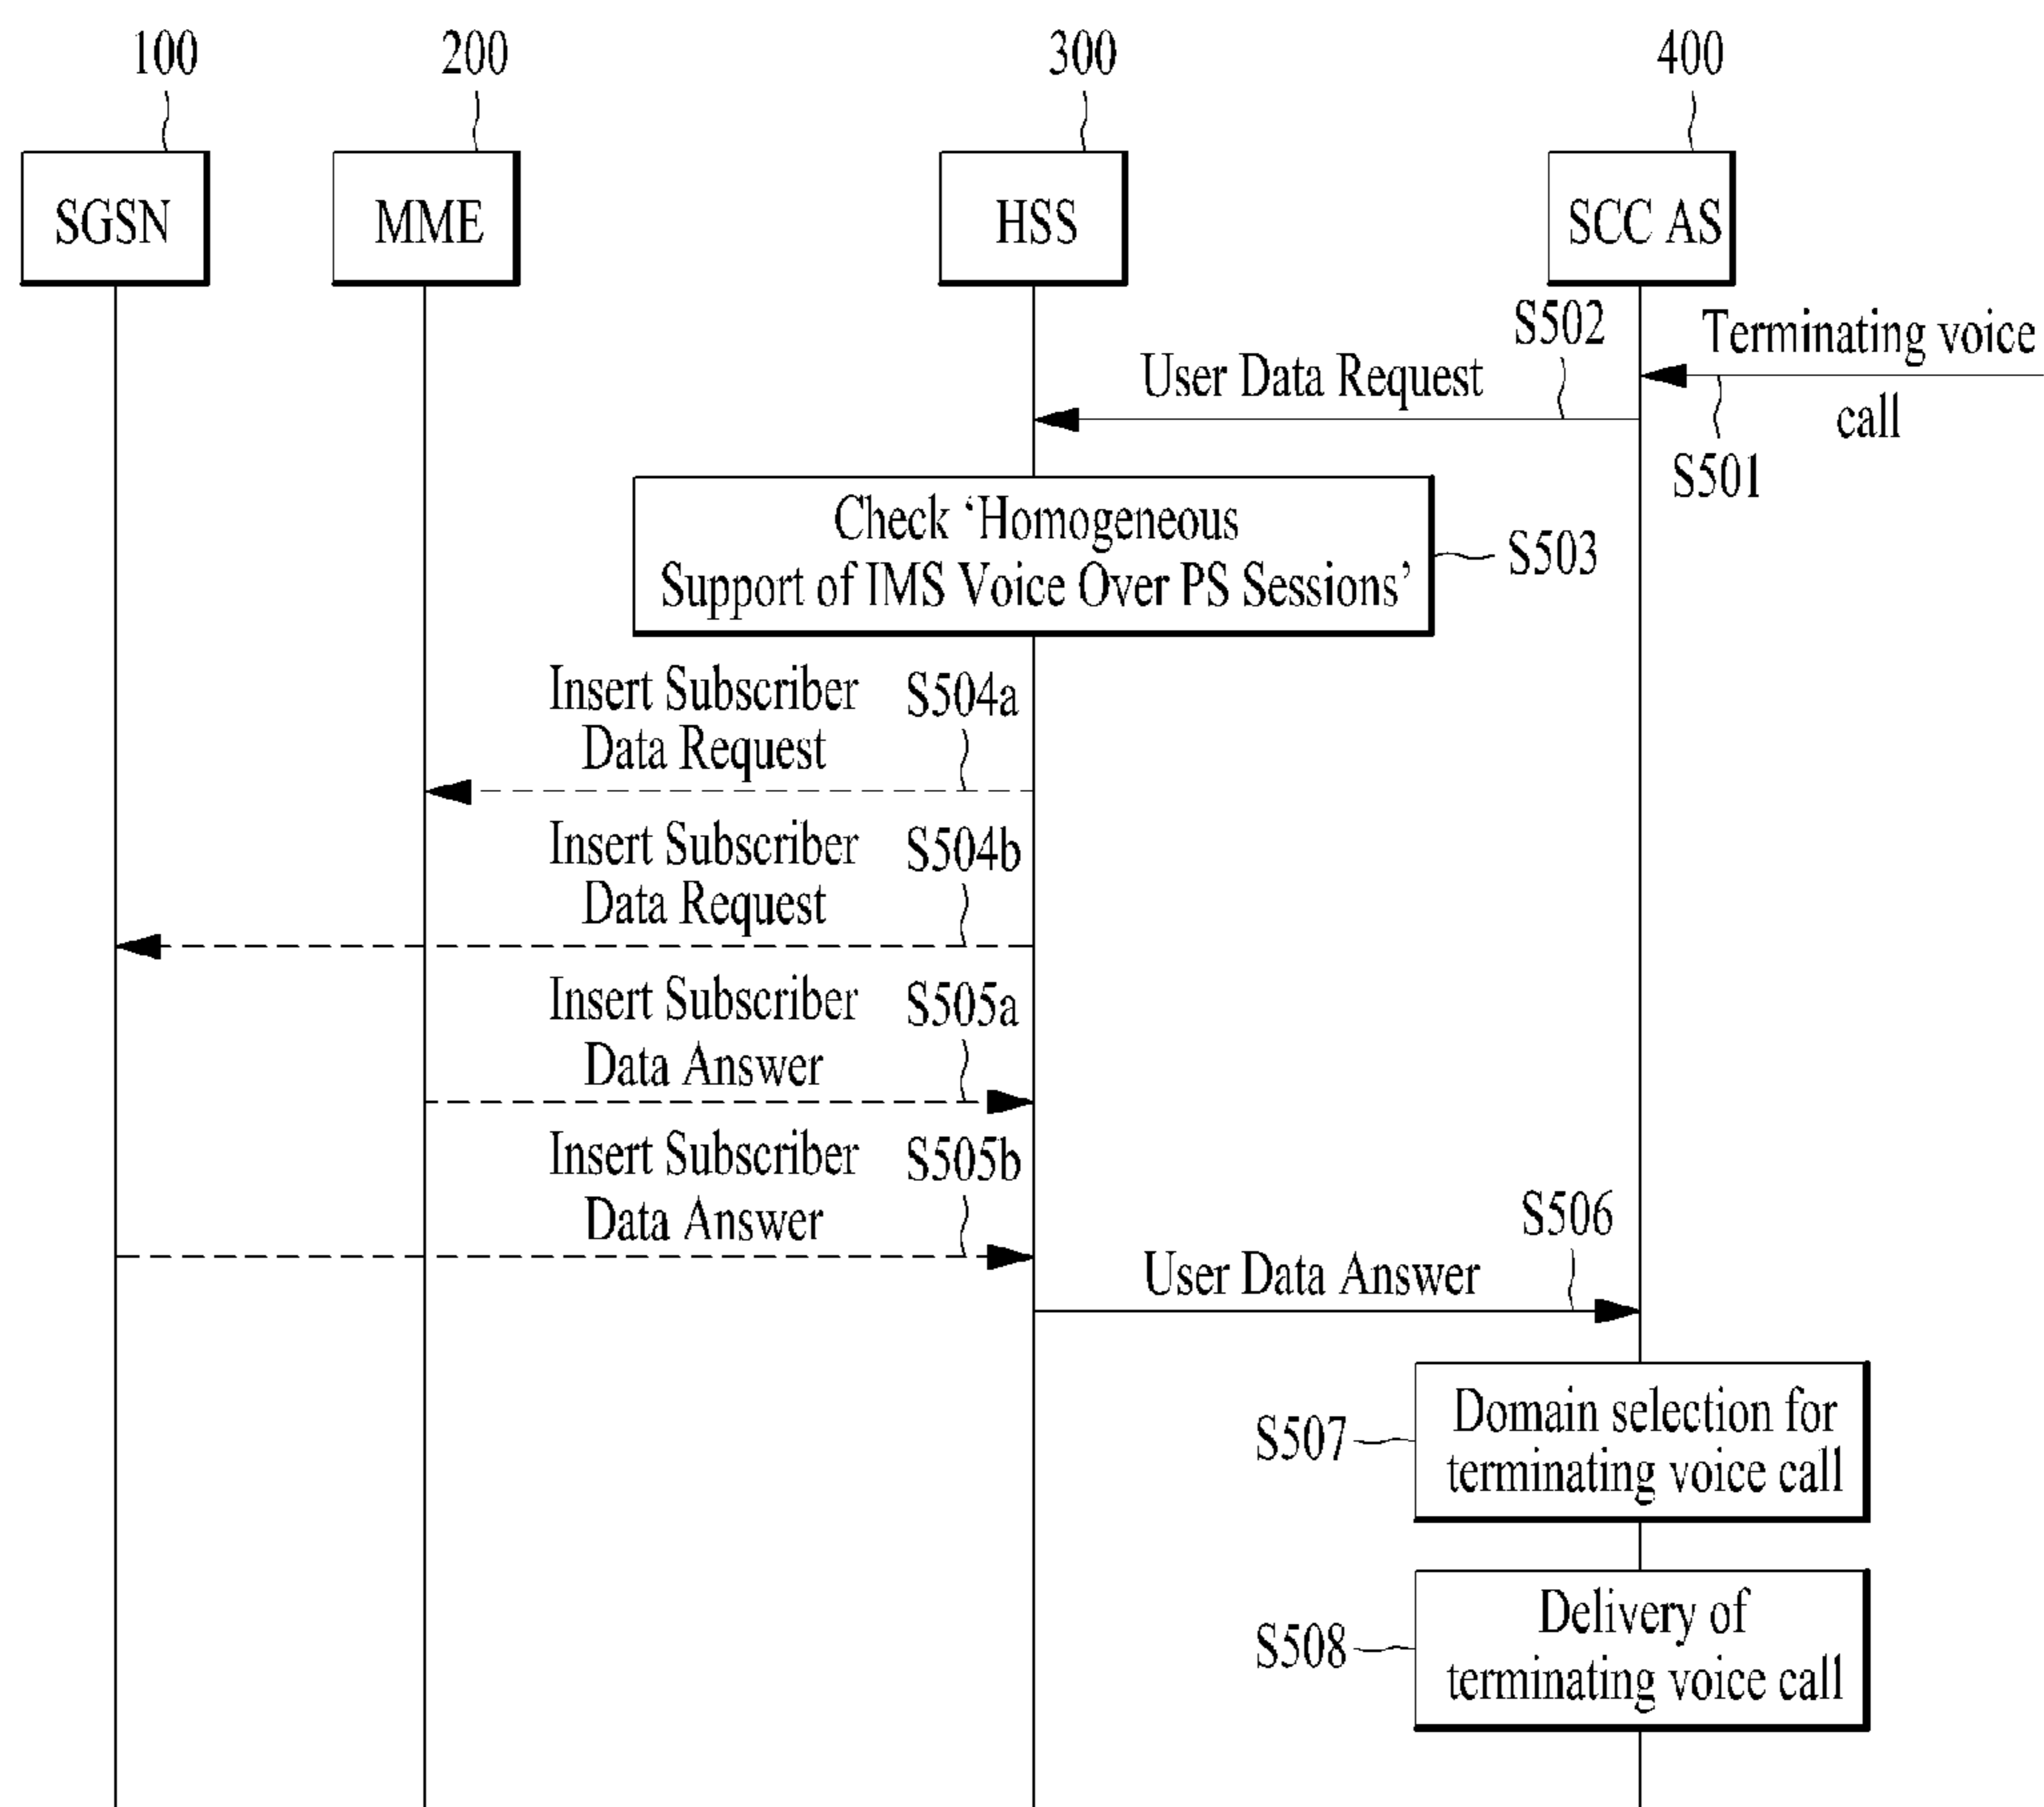 100
200
300
400
SGSN
MME
HSS
SCC AS
S502
Terminating voice
call
S501
User Data Request
Check ‘Homogeneous
Support of IMS Voice Over PS Sessions’
S503
Insert Subscriber
Data Request
S504a
Insert Subscriber
Data Request
S504b
Insert Subscriber
Data Answer
S505a
Insert Subscriber
Data Answer
S505b
S506
User Data Answer
Domain selection for
terminating voice call
S507
Delivery of
terminating voice call
S508